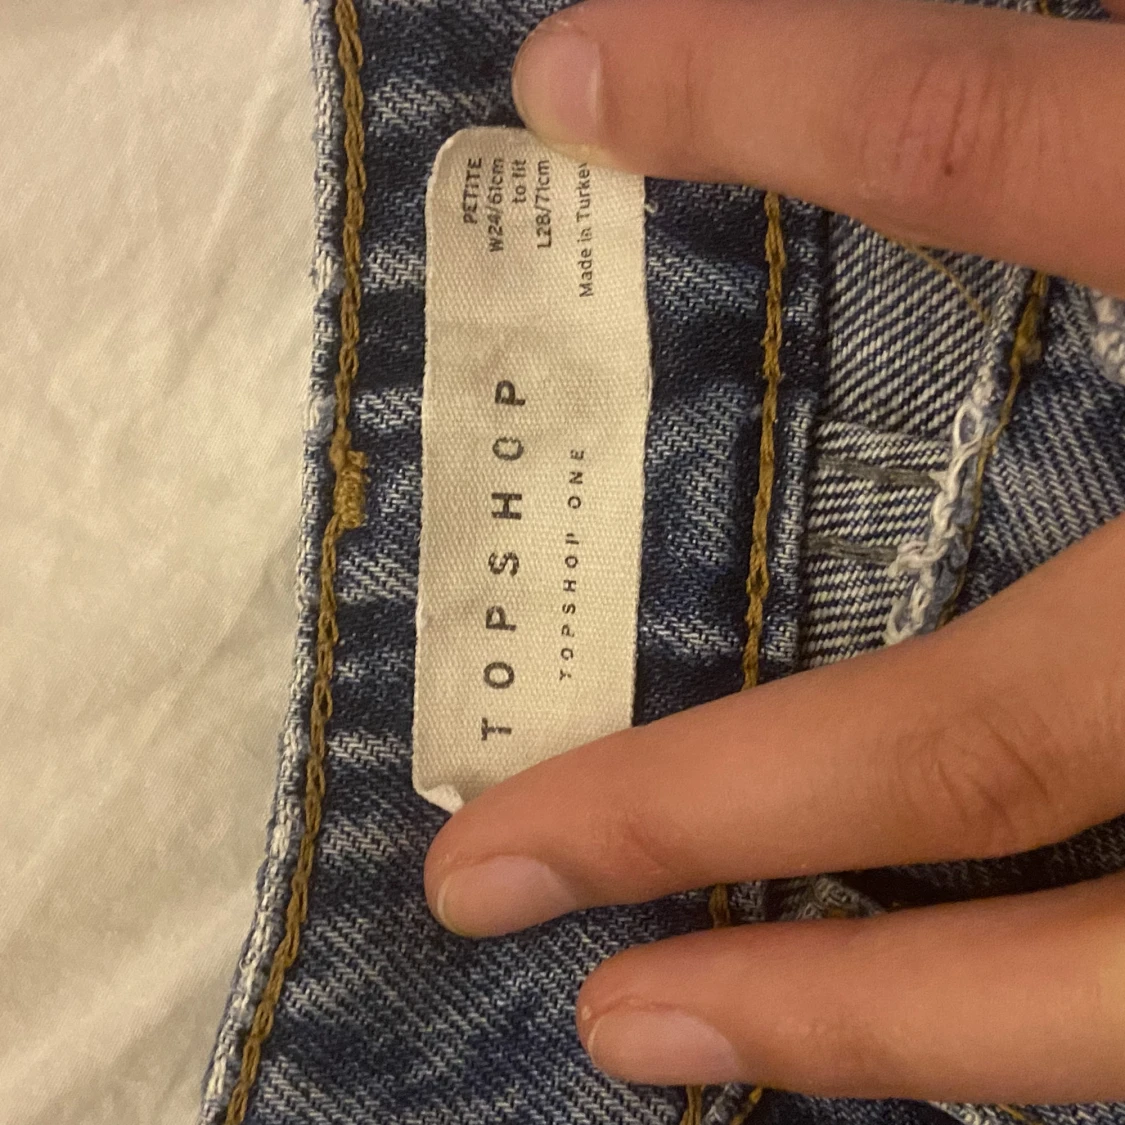 TOPSHOP
TOPSHOP ONE
PETITE
W24/61cm
to fit
L28/71cm
Made in Turkey